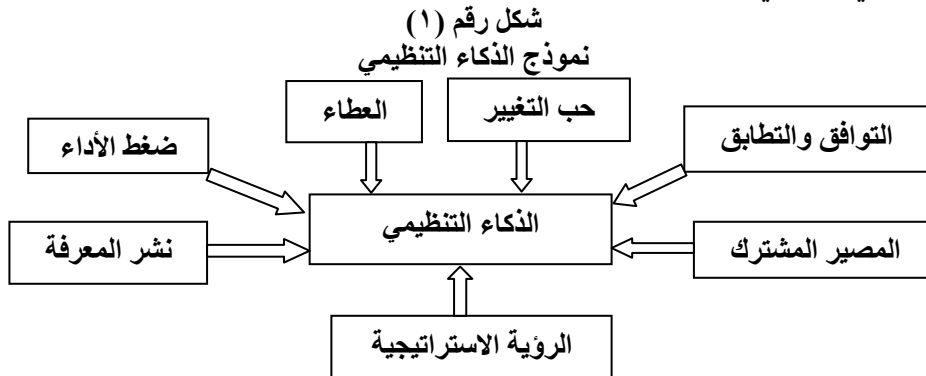 شكل رقم (١)
نموذج الذكاء التنظيمي
حب التغيير
العطاء
التوافق والتطابق
ضغط الأداء
الذكاء التنظيمي
المصير المشترك
نشر المعرفة
الرؤية الاستراتيجية